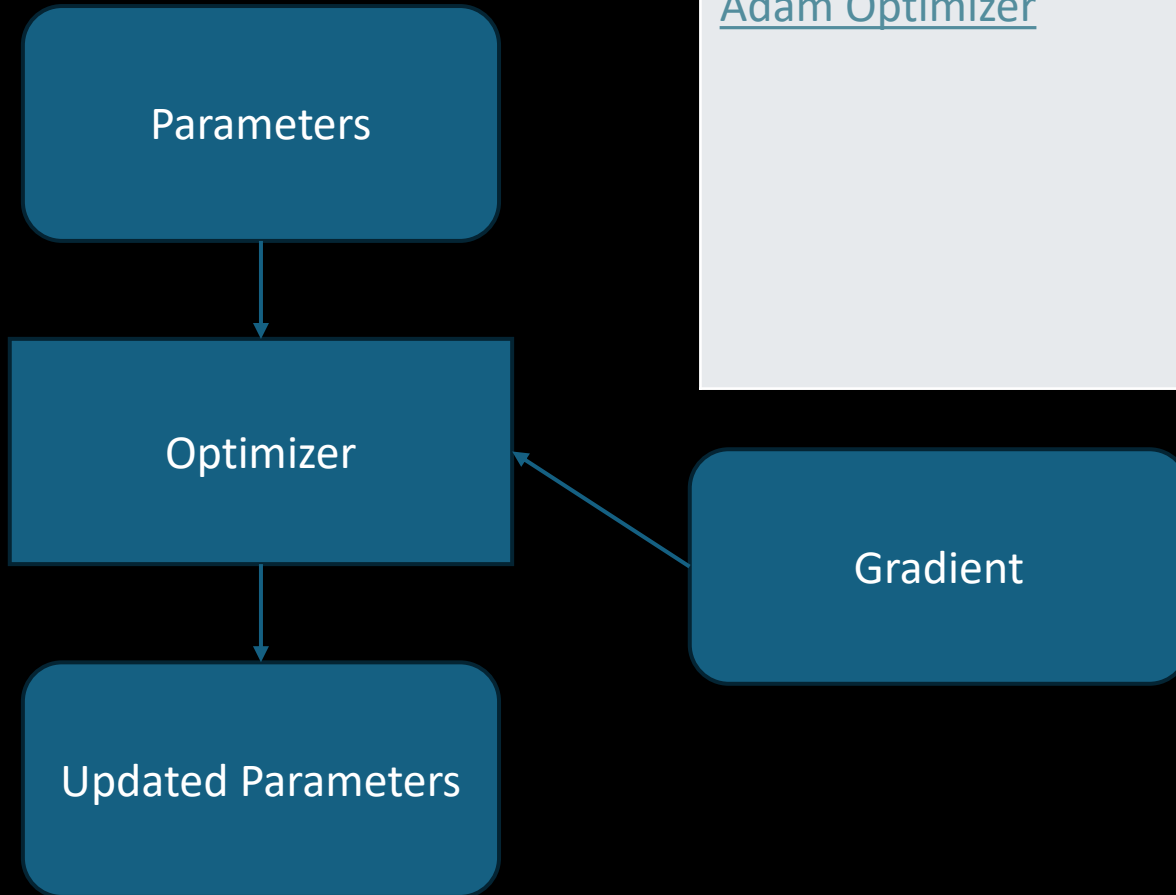 Adam Optimizer
Parameters
Optimizer
Gradient
Updated Parameters